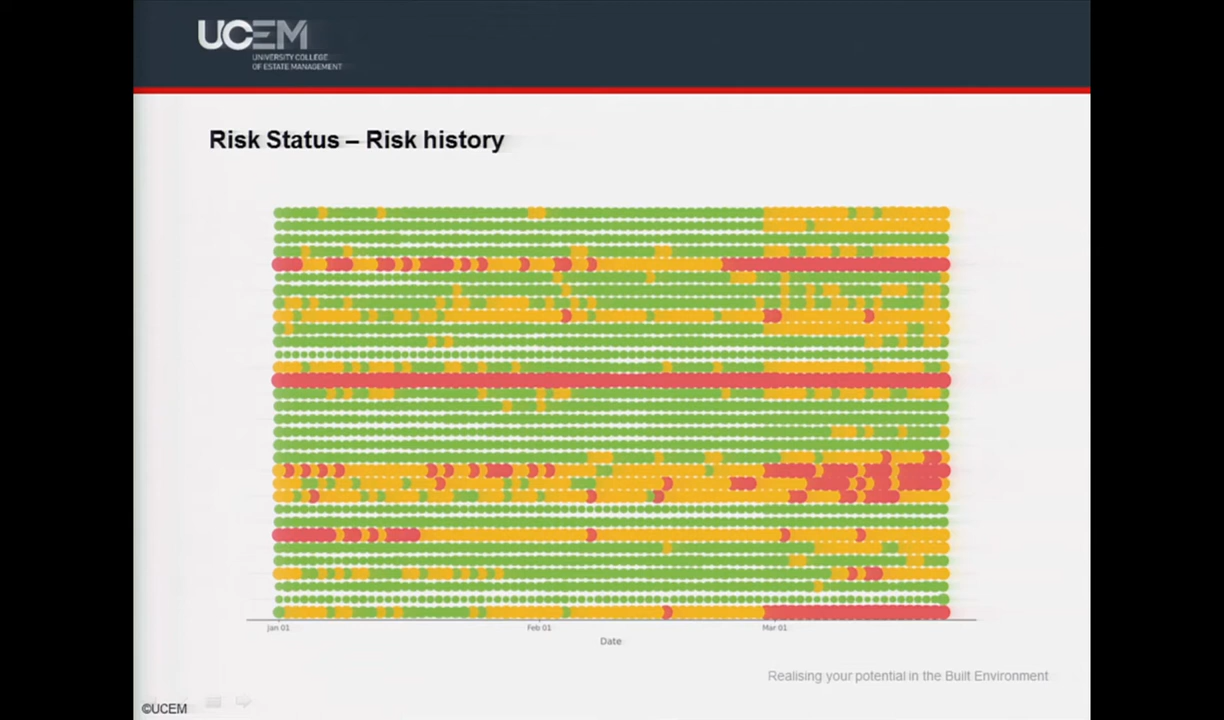 UCEM
UNIVERSITY COLLEGE
OF ESTATE MANAGEMENT
Risk Status – Risk history
Jan 01
Feb 01
Mar 01
Date
Realising your potential in the Built Environment
©UCEM